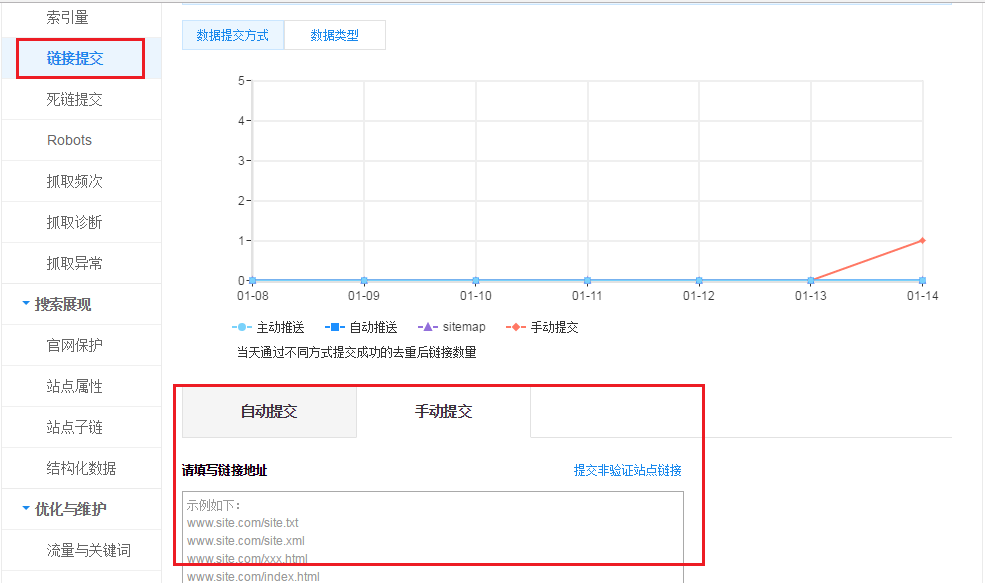 索引量
链接提交
死链提交
Robots
抓取频次
抓取诊断
抓取异常
搜索展现
官网保护
站点属性
站点子链
结构化数据
优化与维护
流量与关键词
数据提交方式 数据类型
5
4
3
2
1
0
01-08 01-09 01-10 01-11 01-12 01-13 01-14
主动推送 自动推送 sitemap 手动提交
当天通过不同方式提交成功的去重后链接数量
自动提交 手动提交
请填写链接地址 提交非验证站点链接
示例如下：
www.site.com/site.txt
www.site.com/site.xml
www.site.com/xxx.html
www.site.com/index.html